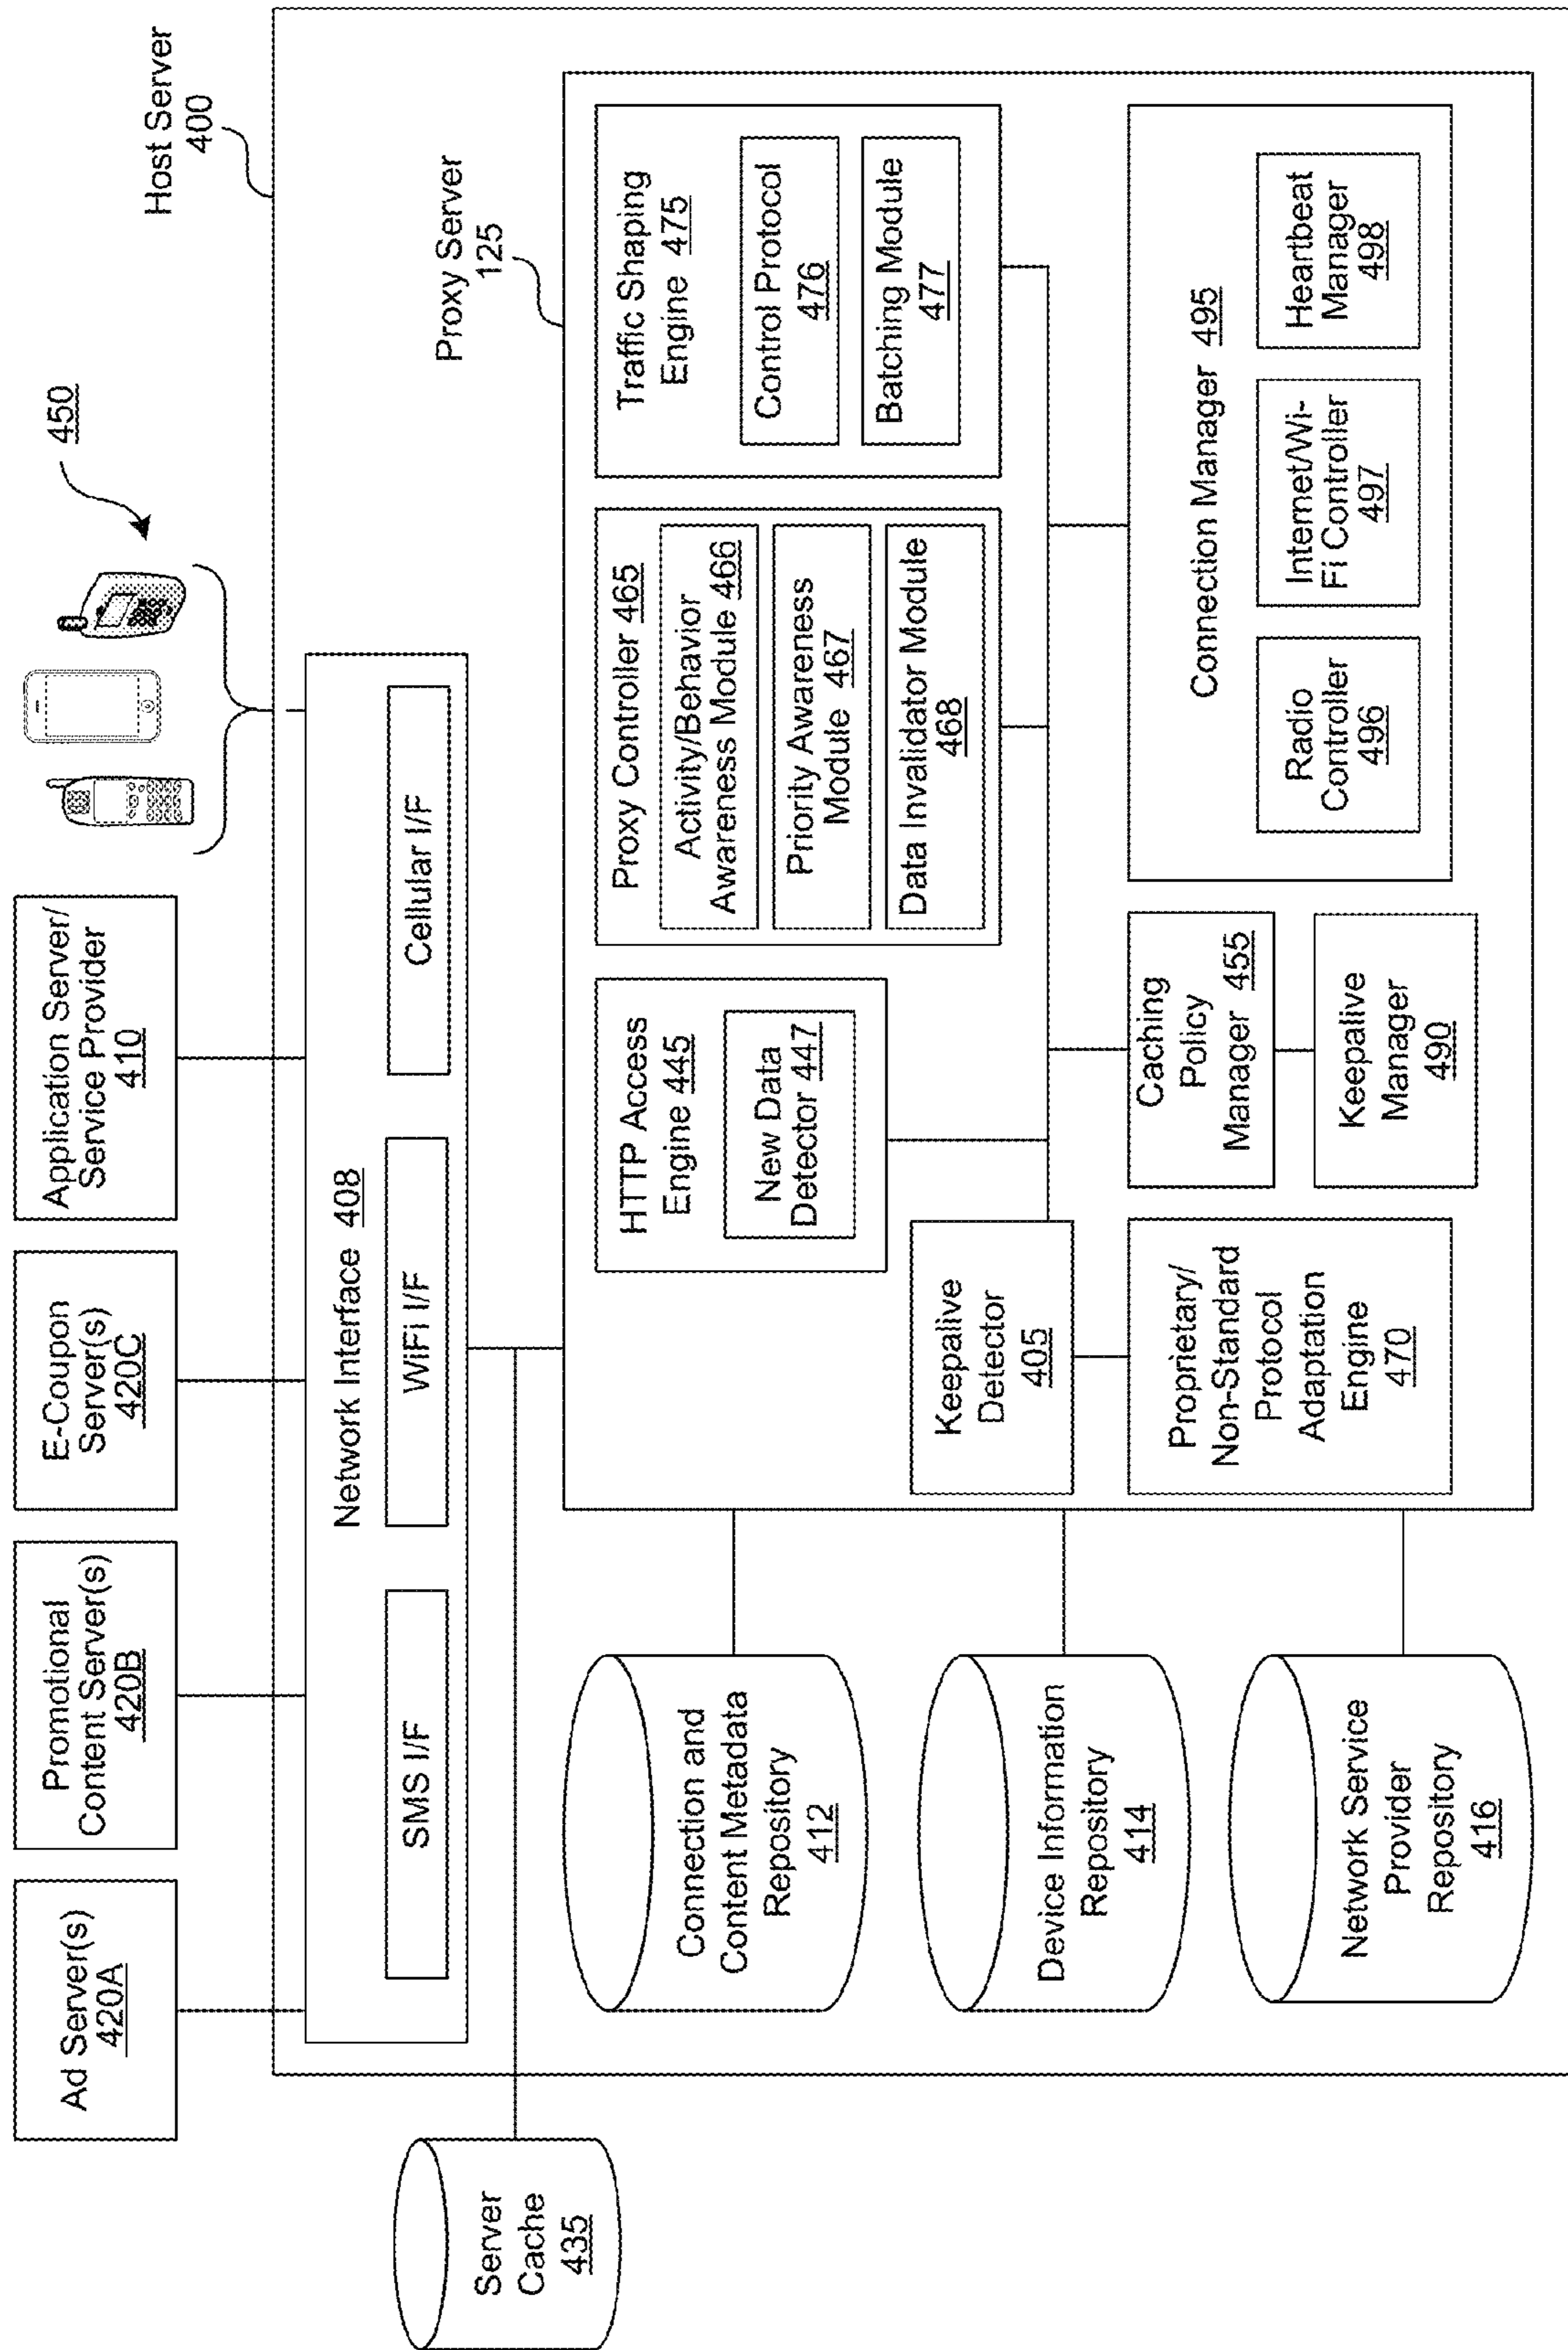 Ad Server(s)
420A
Promotional
Content Server(s)
420B
E-Coupon
Server(s)
420C
Application Server/
Service Provider
410
450
Host Server
400
Network Interface 408
SMS I/F
WiFi I/F
Cellular I/F
Server
Cache
435
Proxy Server
125
Connection and
Content Metadata
Repository
412
Device Information
Repository
414
Network Service
Provider
Repository
416
HTTP Access
Engine 445
New Data
Detector 447
Proxy Controller 465
Activity/Behavior
Awareness Module 466
Priority Awareness
Module 467
Data Invalidator Module
468
Traffic Shaping
Engine 475
Control Protocol
476
Batching Module
477
Keepalive
Detector
405
Proprietary/
Non-Standard
Protocol
Adaptation
Engine
470
Caching
Policy
Manager 455
Keepalive
Manager
490
Connection Manager 495
Radio
Controller
496
Internet/Wi-
Fi Controller
497
Heartbeat
Manager
498